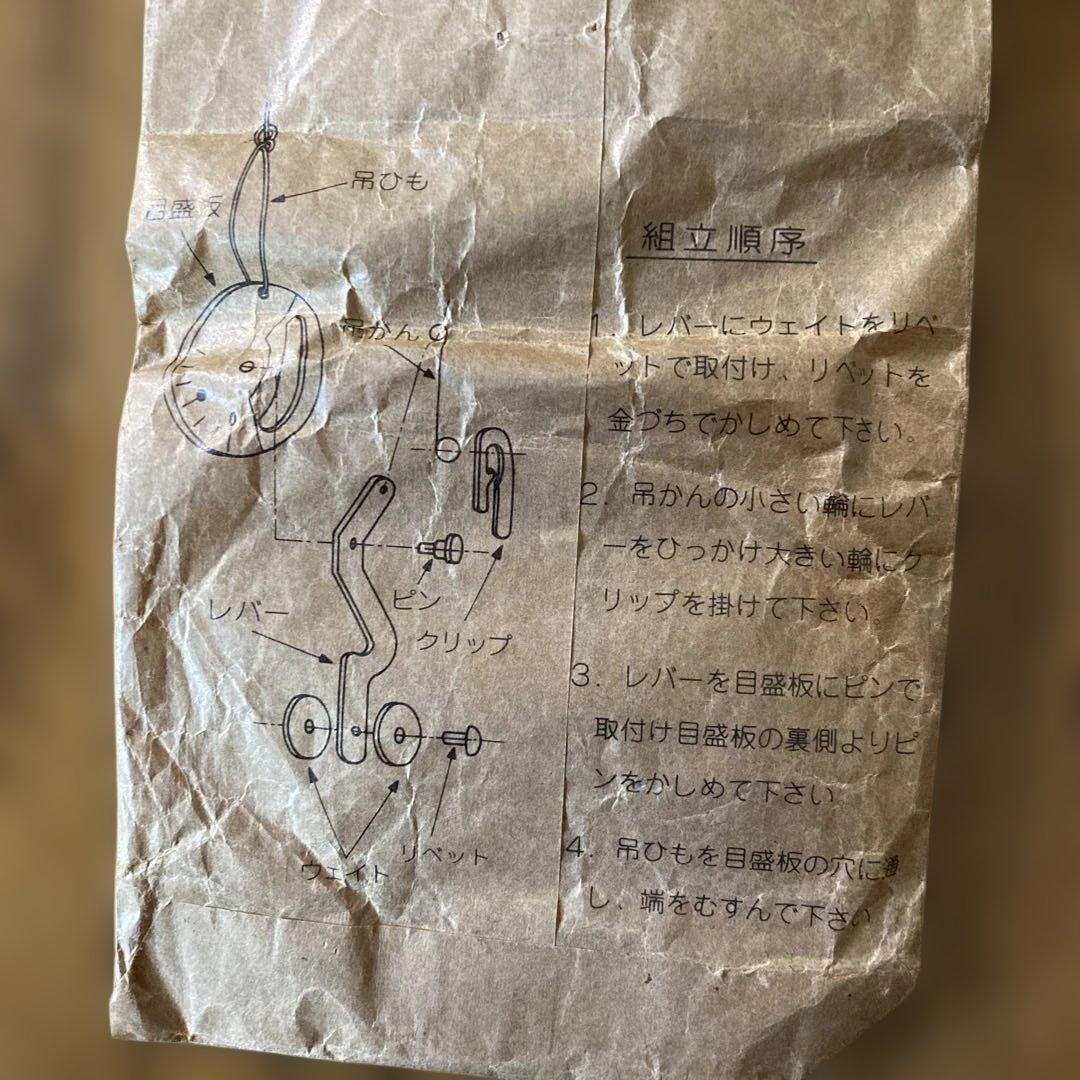 吊ひも
目盛板
吊かん
レバー
ピン
クリップ
ウェイト
リベット
組立順序
1. レバーにウェイトをリベ
ットで取付け、リベットを
金づちでかしめて下さい。
2. 吊かんの小さい輪にレバ
ーをひっかけ大きい輪にク
リップを掛けて下さい。
3. レバーを目盛板にピンで
取付け目盛板の裏側よりピ
ンをかしめて下さい
4. 吊ひもを目盛板の穴に通
し、端をむすんで下さい